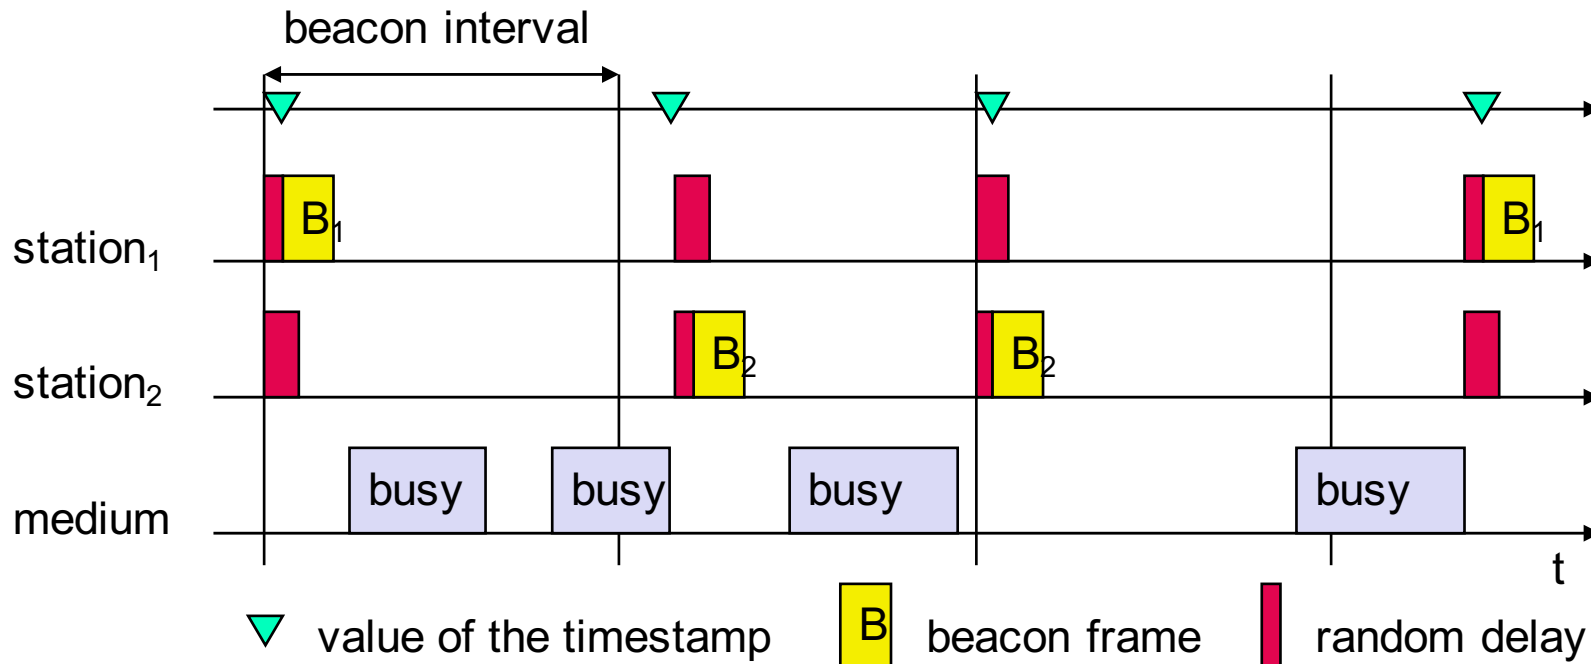 beacon interval
B₁
B₁
station₁
B₂
B₂
station₂
busy
busy
busy
busy
medium
t
value of the timestamp
B
beacon frame
random delay